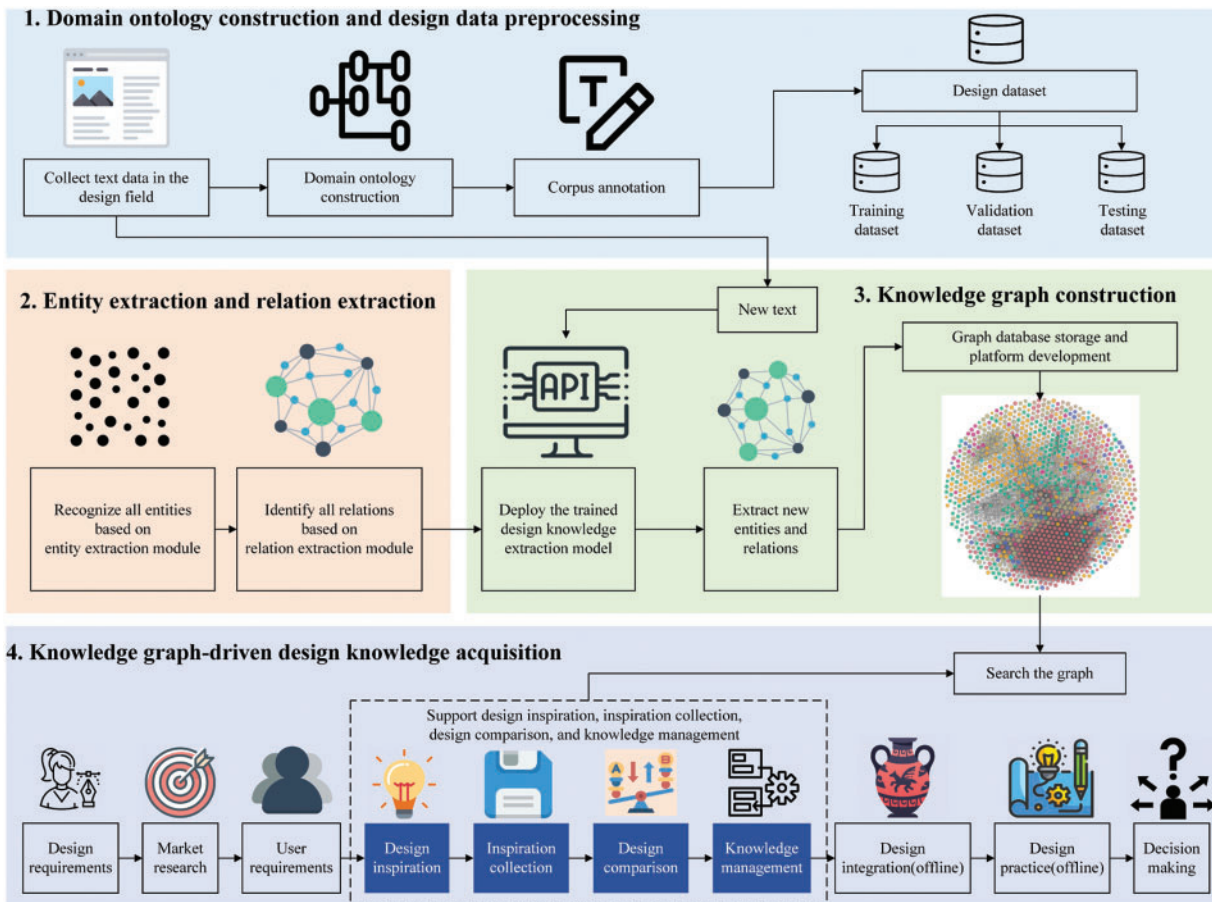 1. Domain ontology construction and design data preprocessing
T
Design dataset
Collect text data in the
design field
Domain ontology
construction
Corpus annotation
Training
dataset
Validation
dataset
Testing
dataset
2. Entity extraction and relation extraction
Recognize all entities
based on
entity extraction module
Identify all relations
based on
relation extraction module
3. Knowledge graph construction
New text
API
Deploy the trained
design knowledge
extraction model
Extract new
entities and
relations
Graph database storage and
platform development
4. Knowledge graph-driven design knowledge acquisition
Search the graph
Support design inspiration, inspiration collection,
design comparison, and knowledge management
A
B
?
Design
requirements
Market
research
User
requirements
Design
inspiration
Inspiration
collection
Design
comparison
Knowledge
management
Design
integration(offline)
Design
practice(offline)
Decision
making